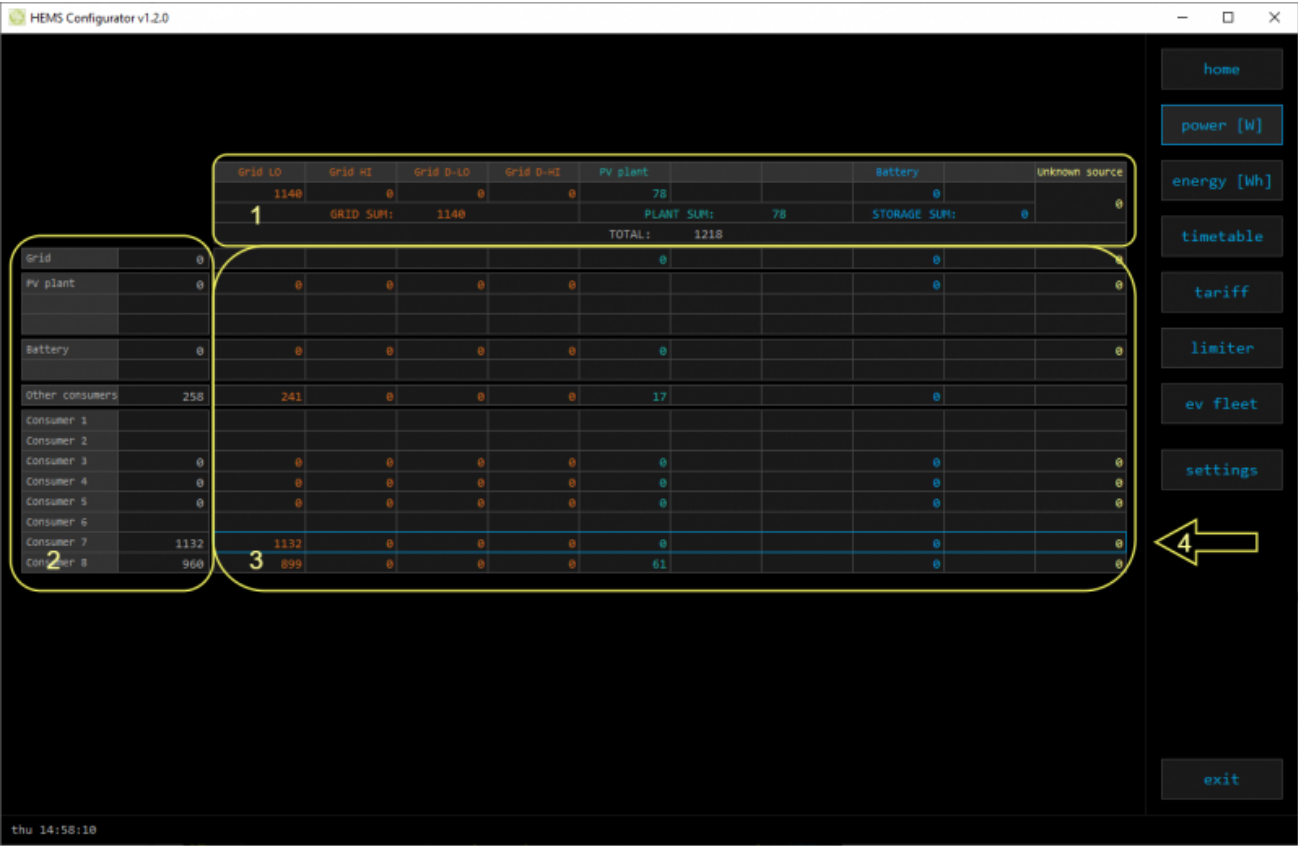 HEMS Configurator v1.2.0
home
power [W]
energy [Wh]
timetable
tariff
limiter
ev fleet
settings
exit
Grid LO Grid HI Grid D-LO Grid D-HI PV plant Battery Unknown source
1140 0 0 0 78 0 0
1 GRID SUM: 1140 PLANT SUM: 78 STORAGE SUM: 0
TOTAL: 1218
Grid 0 0 0 0
PV plant 0 0 0 0 0 0 0
Battery 0 0 0 0 0 0 0
Other consumers 258 241 0 0 0 17 0
Consumer 1
Consumer 2
Consumer 3 0 0 0 0 0 0 0 0
Consumer 4 0 0 0 0 0 0 0 0
Consumer 5 0 0 0 0 0 0 0 0
Consumer 6
Consumer 7 1132 1132 0 0 0 0 0 0
Consumer 8 960 899 0 0 0 61 0 0
2
3
4
thu 14:58:10